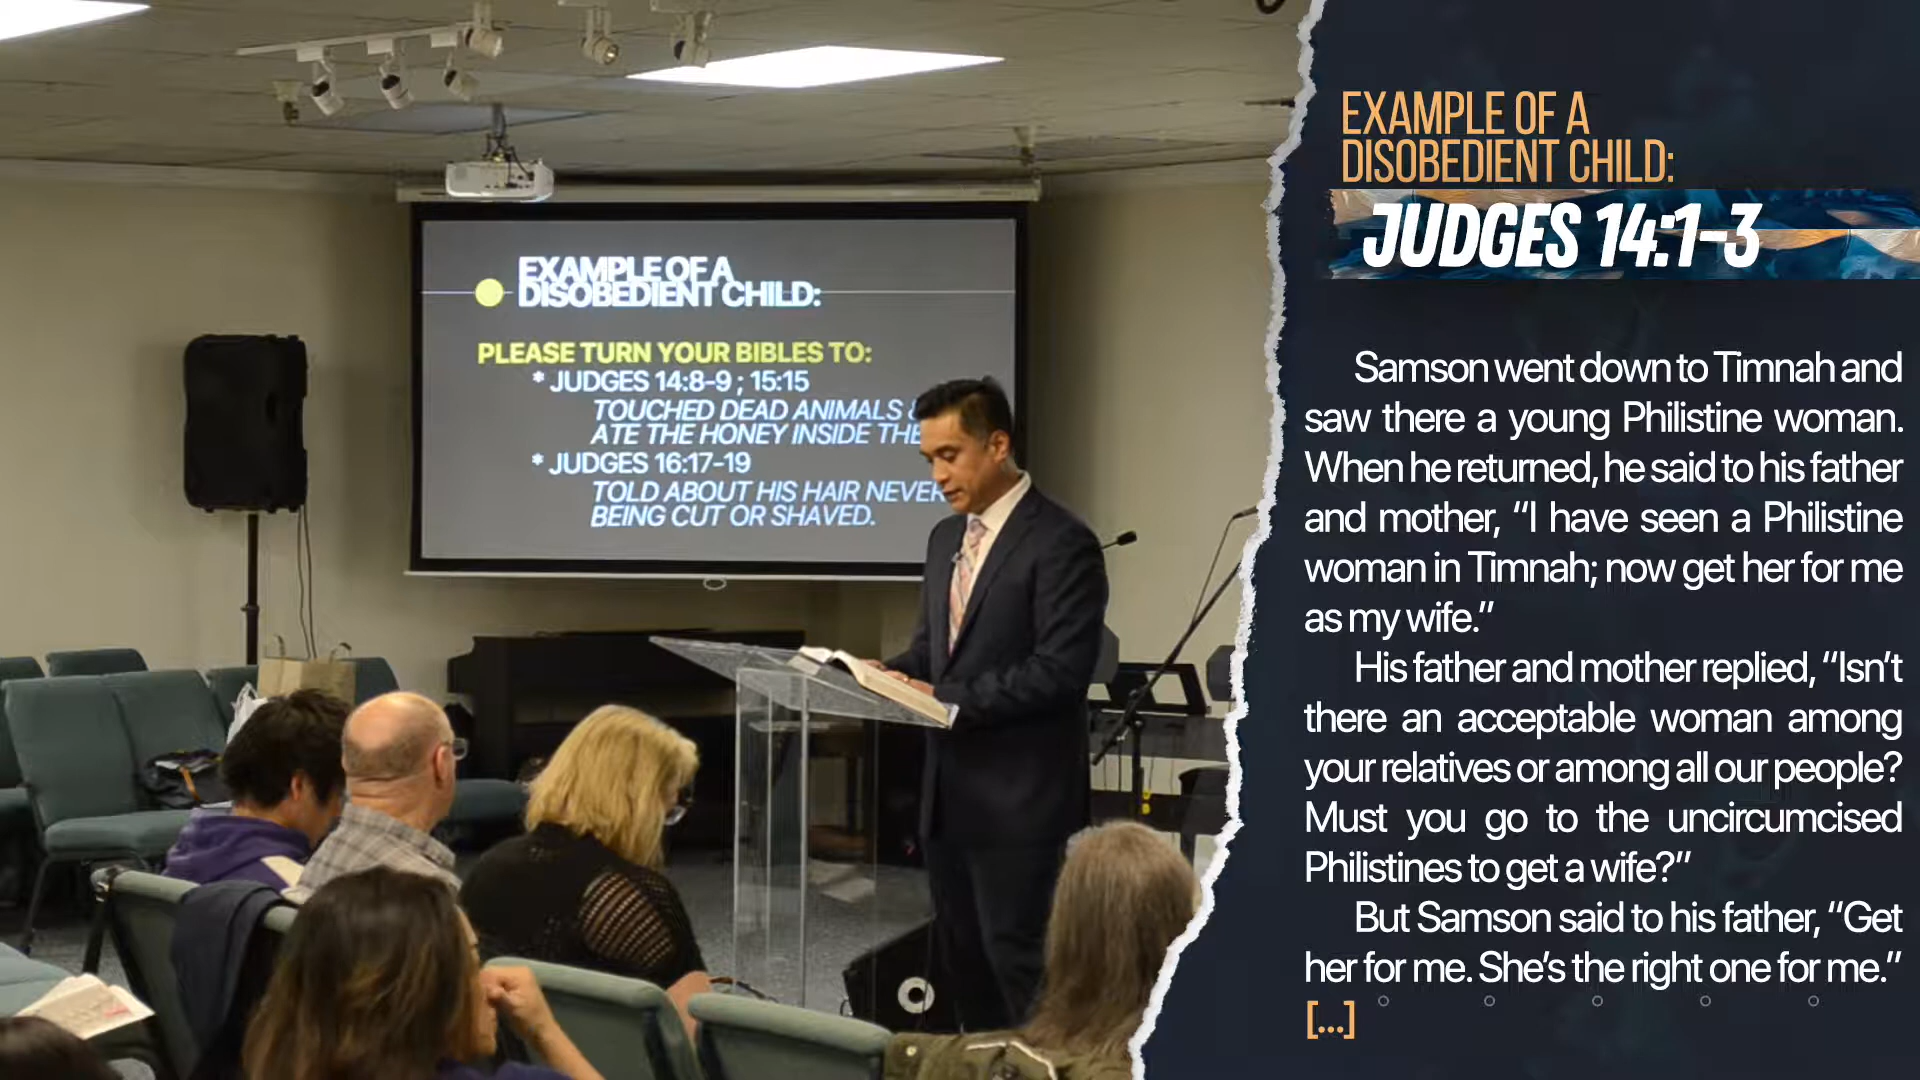 EXAMPLE OF A
DISOBEDIENT CHILD:
PLEASE TURN YOUR BIBLES TO:
* JUDGES 14:8-9 ; 15:15
TOUCHED DEAD ANIMALS
ATE THE HONEY INSIDE
* JUDGES 16:17-19
TOLD ABOUT HIS HAIR NEVER
BEING CUT OR SHAVED.
EXAMPLE OF A
DISOBEDIENT CHILD:
JUDGES 14:1-3
Samson went down to Timnah and
saw there a young Philistine woman.
When he returned, he said to his father
and mother, “I have seen a Philistine
woman in Timnah; now get her for me
as my wife.”
His father and mother replied, “Isn’t
there an acceptable woman among
your relatives or among all our people?
Must you go to the uncircumcised
Philistines to get a wife?”
But Samson said to his father, “Get
her for me. She’s the right one for me.”
[...]